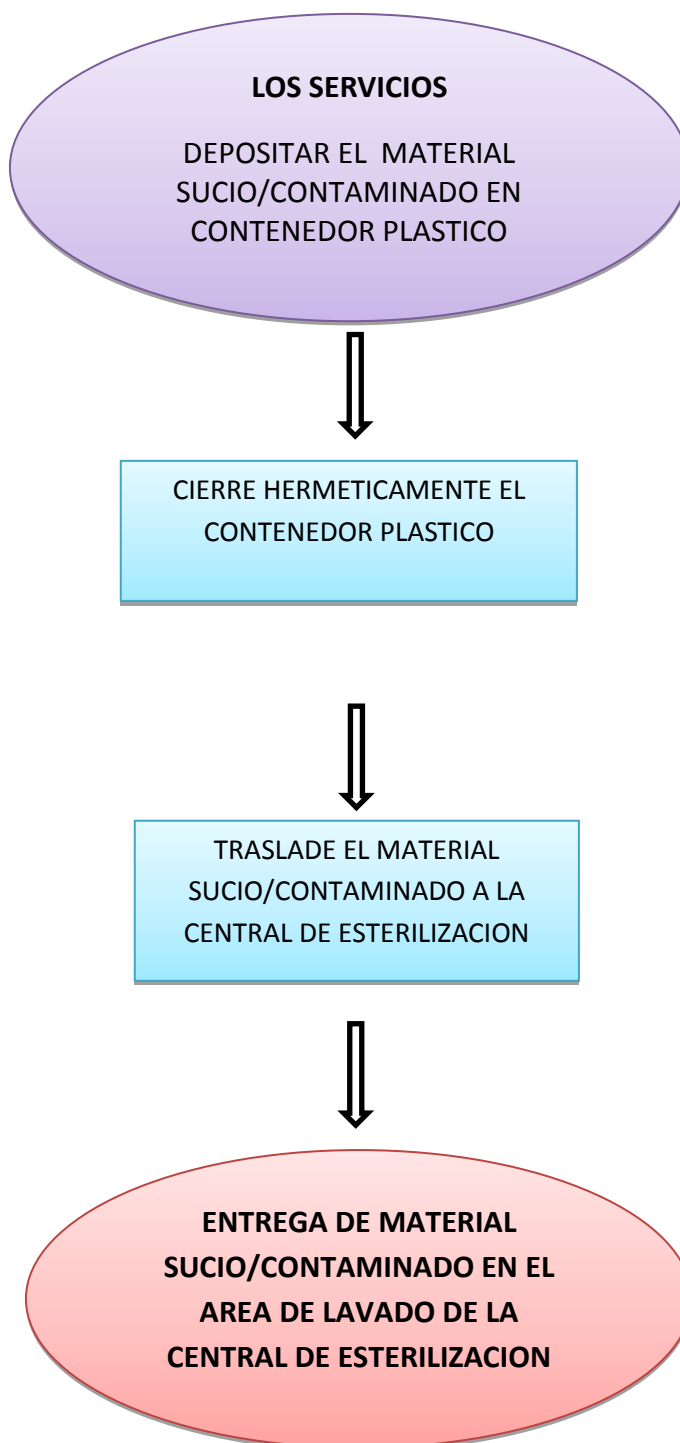 LOS SERVICIOS
DEPOSITAR EL MATERIAL
SUCIO/CONTAMINADO EN
CONTENEDOR PLASTICO
CIERRE HERMETICAMENTE EL
CONTENEDOR PLASTICO
TRASLADE EL MATERIAL
SUCIO/CONTAMINADO A LA
CENTRAL DE ESTERILIZACION
ENTREGA DE MATERIAL
SUCIO/CONTAMINADO EN EL
AREA DE LAVADO DE LA
CENTRAL DE ESTERILIZACION